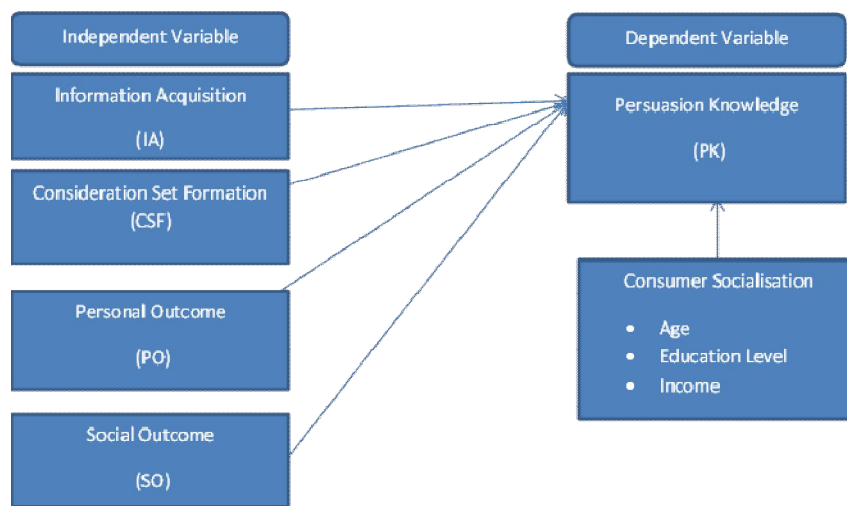 Independent Variable
Information Acquisition
(IA)
Consideration Set Formation
(CSF)
Personal Outcome
(PO)
Social Outcome
(SO)
Dependent Variable
Persuasion Knowledge
(PK)
Consumer Socialisation
• Age
• Education Level
• Income